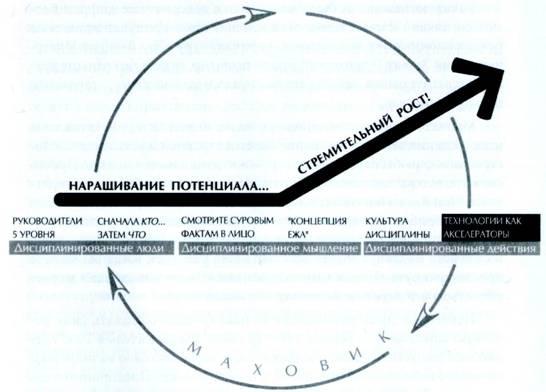 СТРЕМИТЕЛЬНЫЙ РОСТ!
НАРАШИВАНИЕ ПОТЕНЦИАЛА...
РУКОВОДИТЕЛИ
5 УРОВНЯ
СНАЧАЛА КТО...
ЗАТЕМ ЧТО
СМОТРИТЕ СУРОВЫМ
ФАКТАМ В ЛИЦО
"КОНЦЕПЦИЯ
ЕЖА"
КУЛЬТУРА
ДИСЦИПЛИНЫ
ТЕХНОЛОГИИ КАК
АКСЕЛЕРАТОРЫ
Дисциплинированные люди
Дисциплинированное мышление
Дисциплинированные действия
МАХОВИК